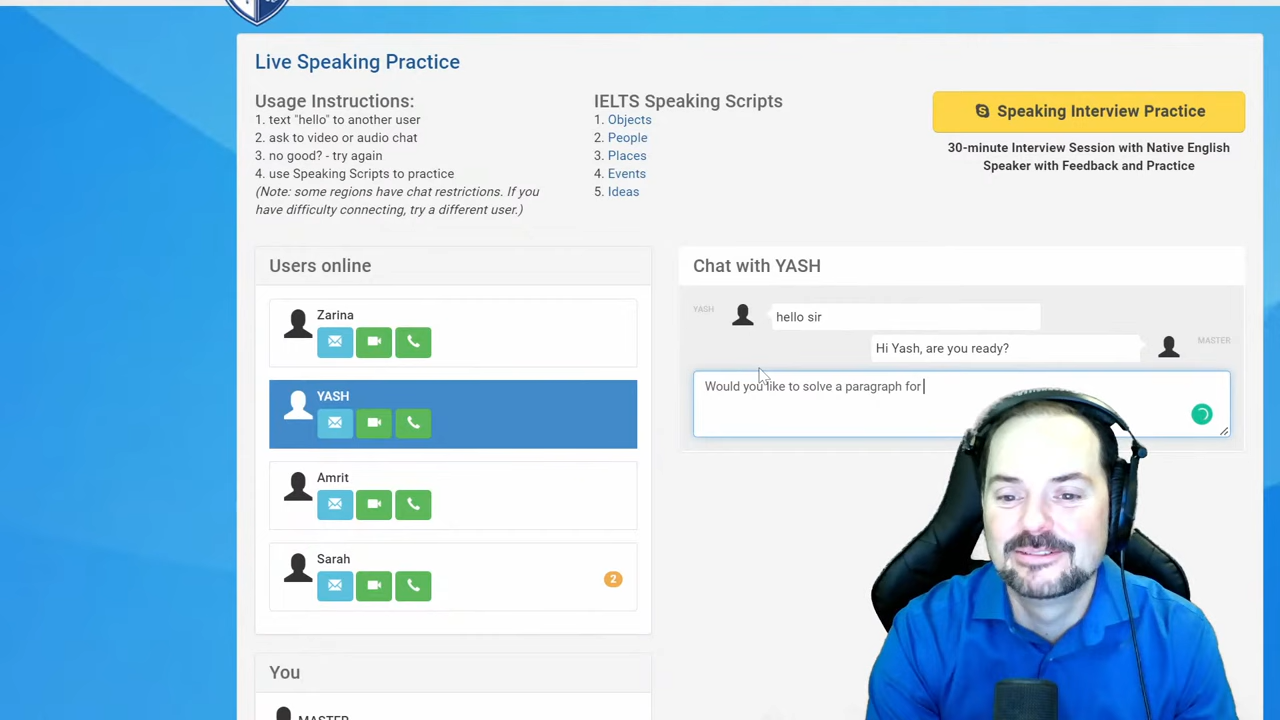 Live Speaking Practice
Usage Instructions:
1. text "hello" to another user
2. ask to video or audio chat
3. no good? - try again
4. use Speaking Scripts to practice
(Note: some regions have chat restrictions. If you
have difficulty connecting, try a different user.)
IELTS Speaking Scripts
1. Objects
2. People
3. Places
4. Events
5. Ideas
Speaking Interview Practice
30-minute Interview Session with Native English
Speaker with Feedback and Practice
Users online
Zarina
YASH
Amrit
Sarah
2
Chat with YASH
YASH
hello sir
Hi Yash, are you ready?
MASTER
Would you like to solve a paragraph for
You
MASTER